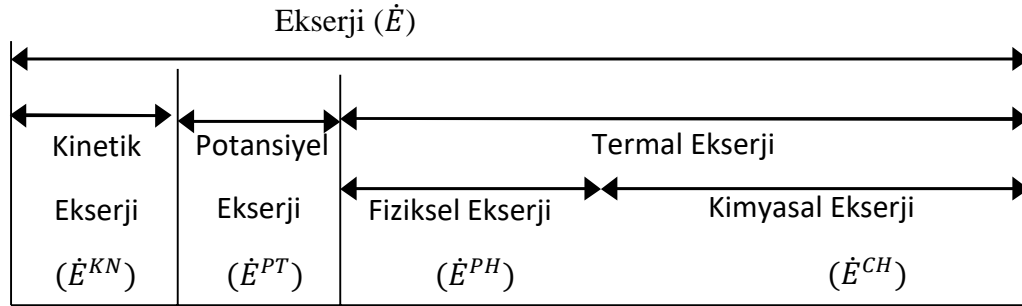 Ekserji (Ė)
Kinetik Potansiyel Termal Ekserji
Ekserji Ekserji Fiziksel Ekserji Kimyasal Ekserji
(Ė^{KN}) (Ė^{PT}) (Ė^{PH}) (Ė^{CH})